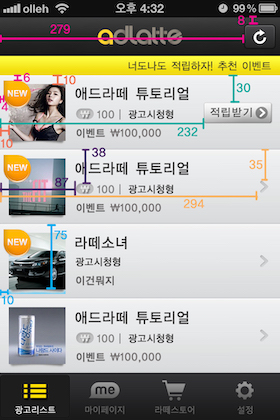 olleh 오후 4:32
279
8
adlatte
너도나도 적립하자! 추천 이벤트
6
10
30
NEW
애드라떼 튜토리얼
₩ 100 | 광고시청형
적립받기 >
이벤트 ₩100,000
232
38
35
NEW
애드라떼 튜토리얼
₩ 100 | 광고시청형
87
이벤트 ₩100,000
294
10
75
NEW
라떼소녀
광고시청형
이건뭐지
10
애드라떼 튜토리얼
₩ 100 | 광고시청형
이벤트 ₩100,000
me
광고리스트 마이페이지 라떼스토어 설정